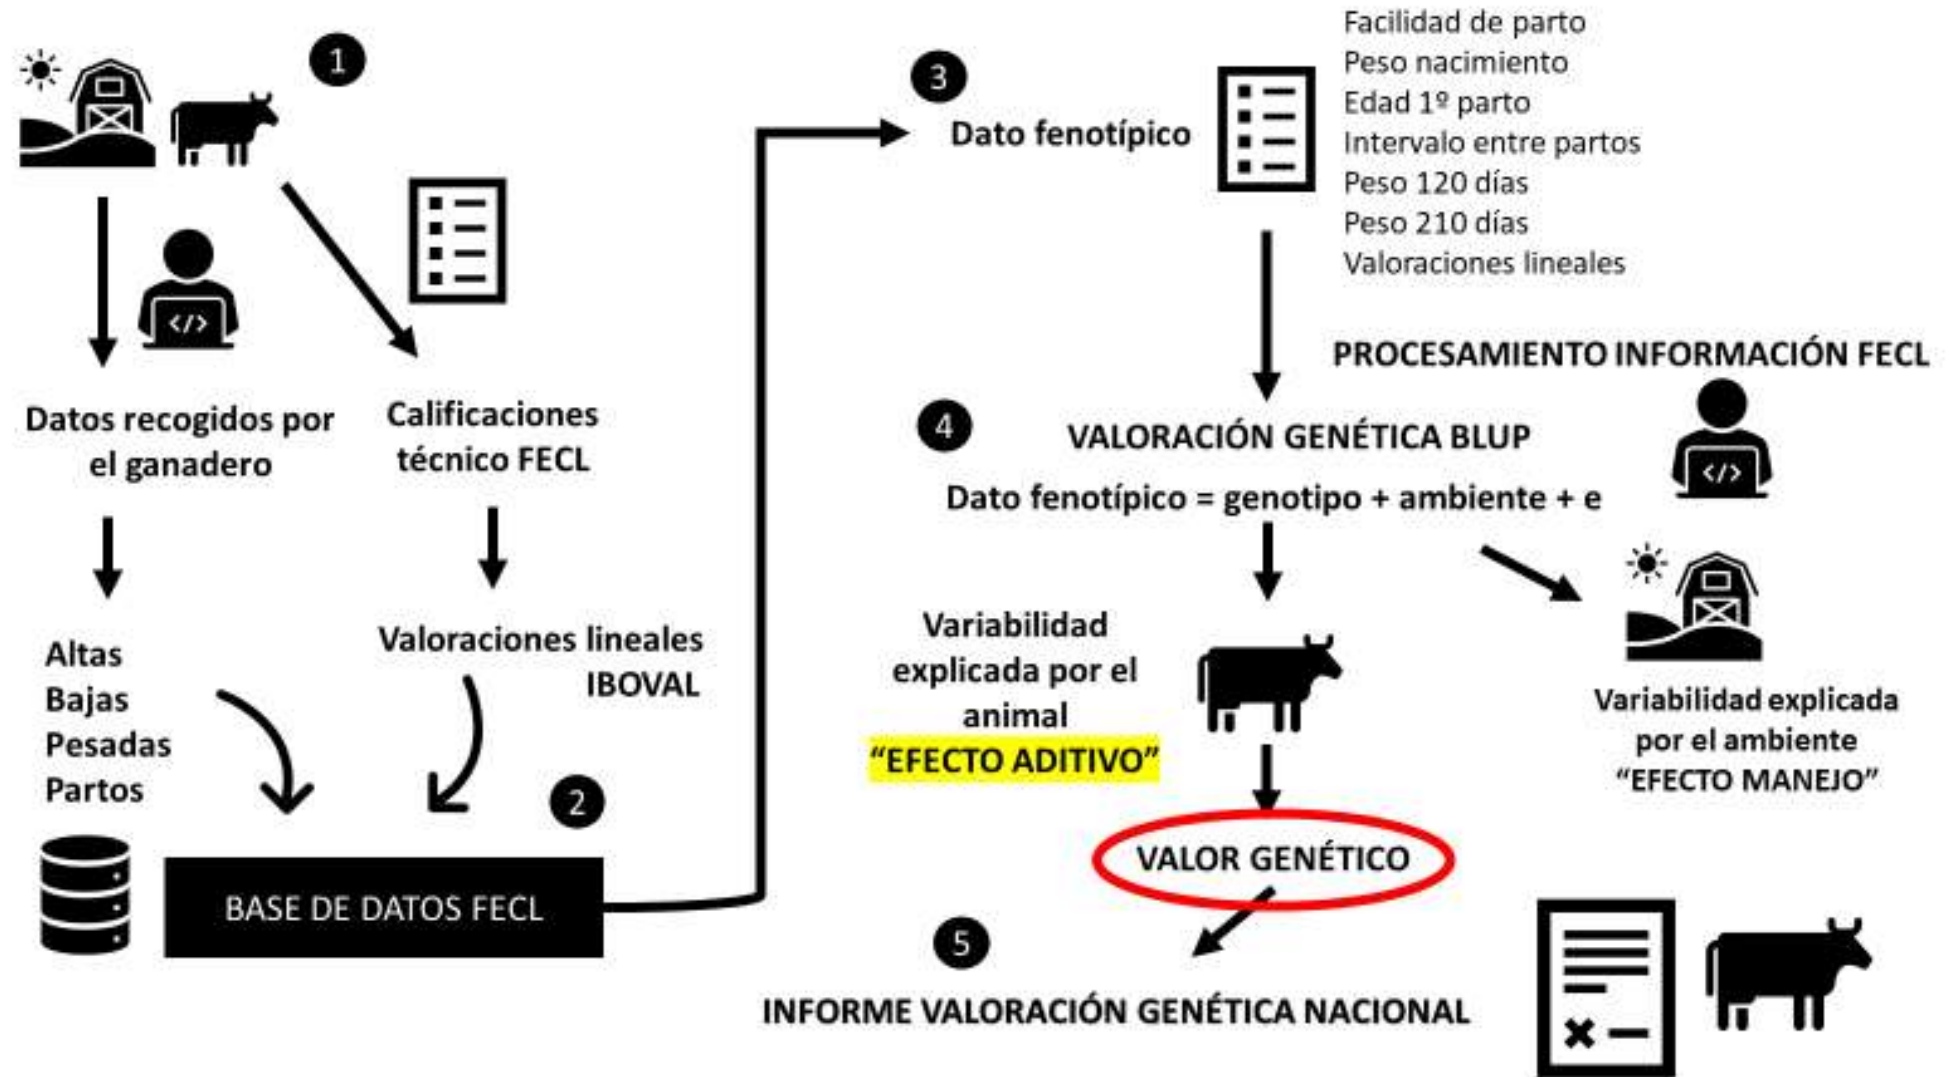 1
</>
Datos recogidos por
el ganadero
Calificaciones
técnico FECL
Altas
Bajas
Pesadas
Partos
Valoraciones lineales
IBOVAL
2
BASE DE DATOS FECL
3
Dato fenotípico
Facilidad de parto
Peso nacimiento
Edad 1º parto
Intervalo entre partos
Peso 120 días
Peso 210 días
Valoraciones lineales
PROCESAMIENTO INFORMACIÓN FECL
</>
4
VALORACIÓN GENÉTICA BLUP
Dato fenotípico = genotipo + ambiente + e
Variabilidad
explicada por el
animal
“EFECTO ADITIVO”
Variabilidad explicada
por el ambiente
“EFECTO MANEJO”
VALOR GENÉTICO
5
INFORME VALORACIÓN GENÉTICA NACIONAL